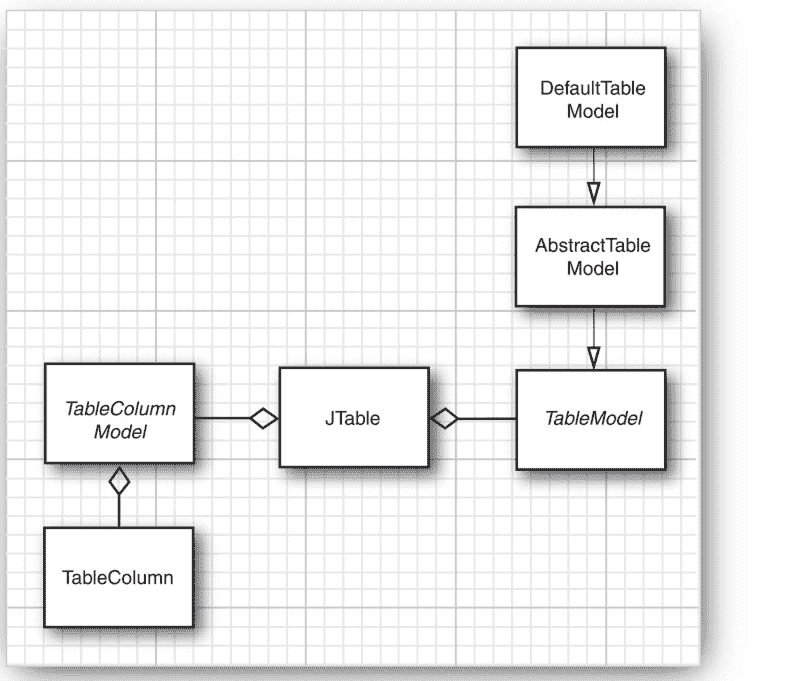 DefaultTable
Model
AbstractTable
Model
TableColumn
Model
JTable
TableModel
TableColumn